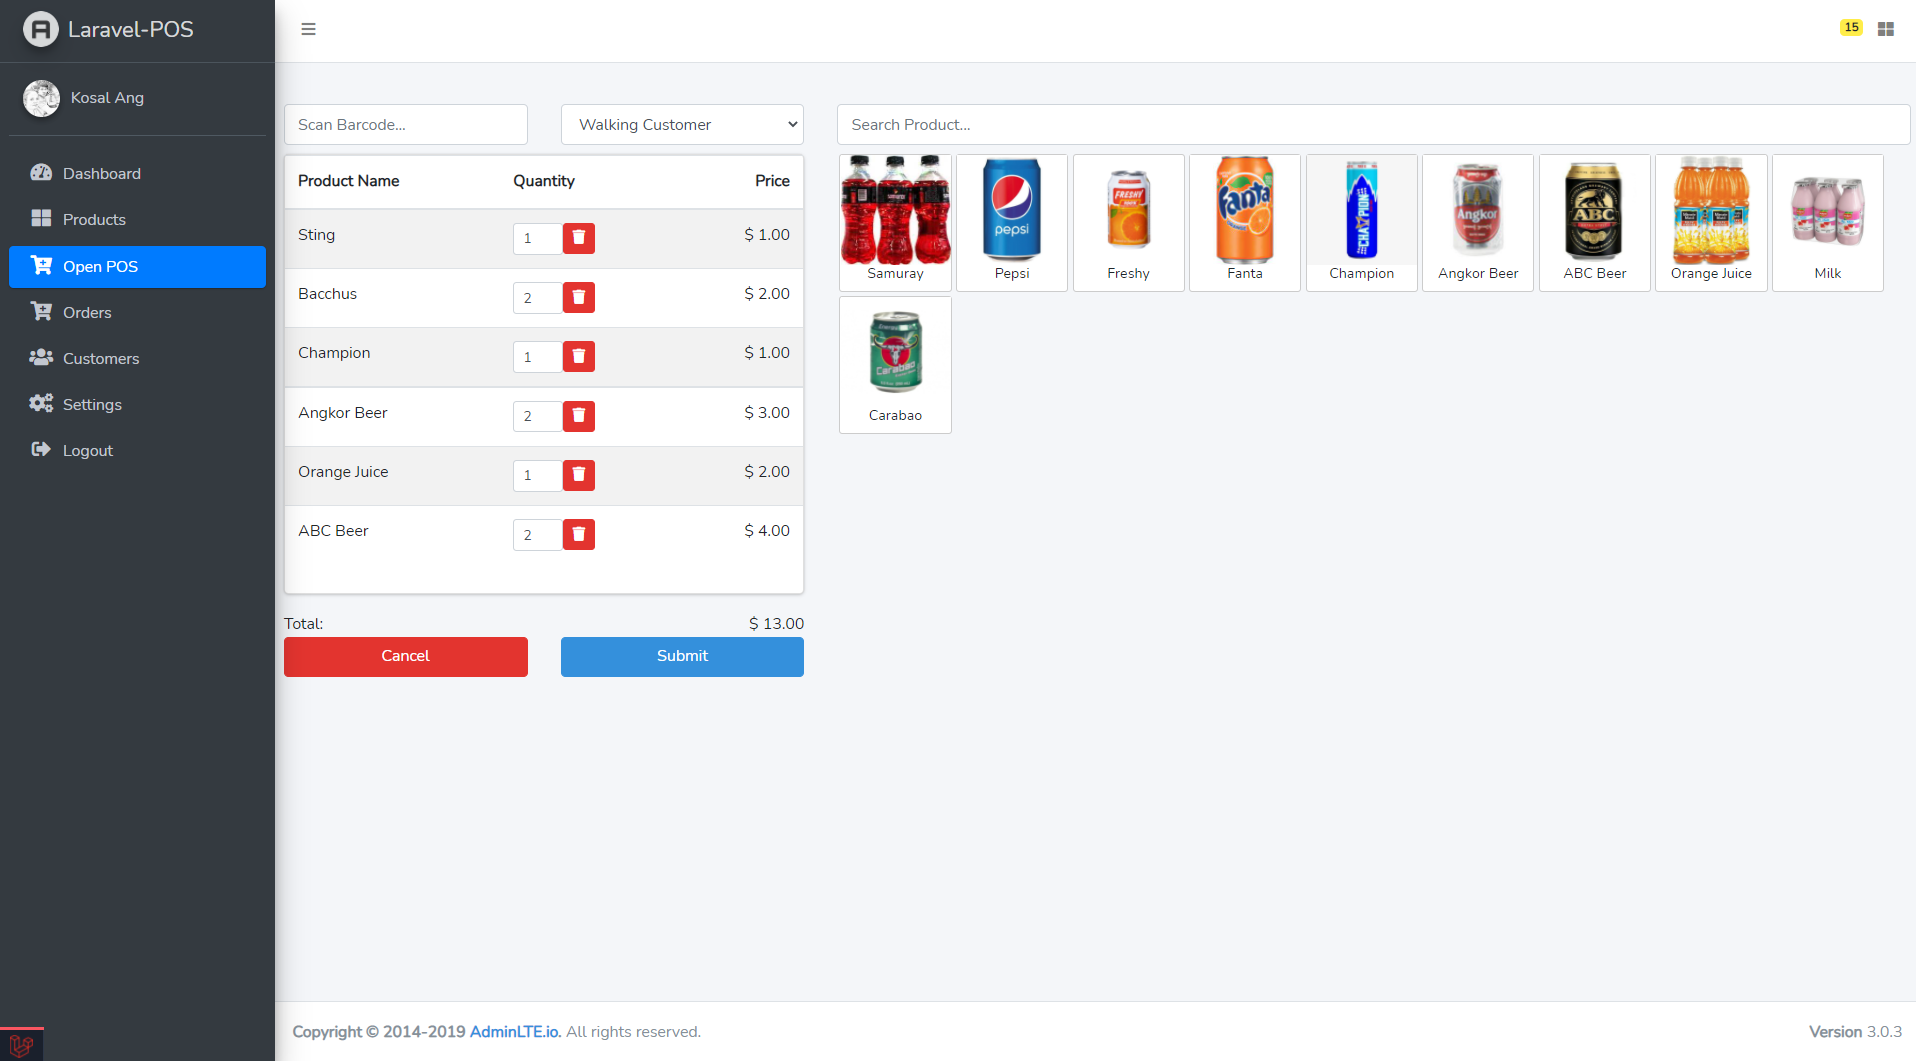 Laravel-POS
15
Kosal Ang
Dashboard
Products
Open POS
Orders
Customers
Settings
Logout
Scan Barcode...
Walking Customer
Search Product...
Product Name Quantity Price
Sting 1 $ 1.00
Bacchus 2 $ 2.00
Champion 1 $ 1.00
Angkor Beer 2 $ 3.00
Orange Juice 1 $ 2.00
ABC Beer 2 $ 4.00
Total: $ 13.00
Cancel Submit
pepsi
FRESHY
Fanta
CHAMPION
Angkor
ABC
Samuray Pepsi Freshy Fanta Champion Angkor Beer ABC Beer Orange Juice Milk
Carabao
Carabao
Copyright © 2014-2019 AdminLTE.io. All rights reserved.
Version 3.0.3